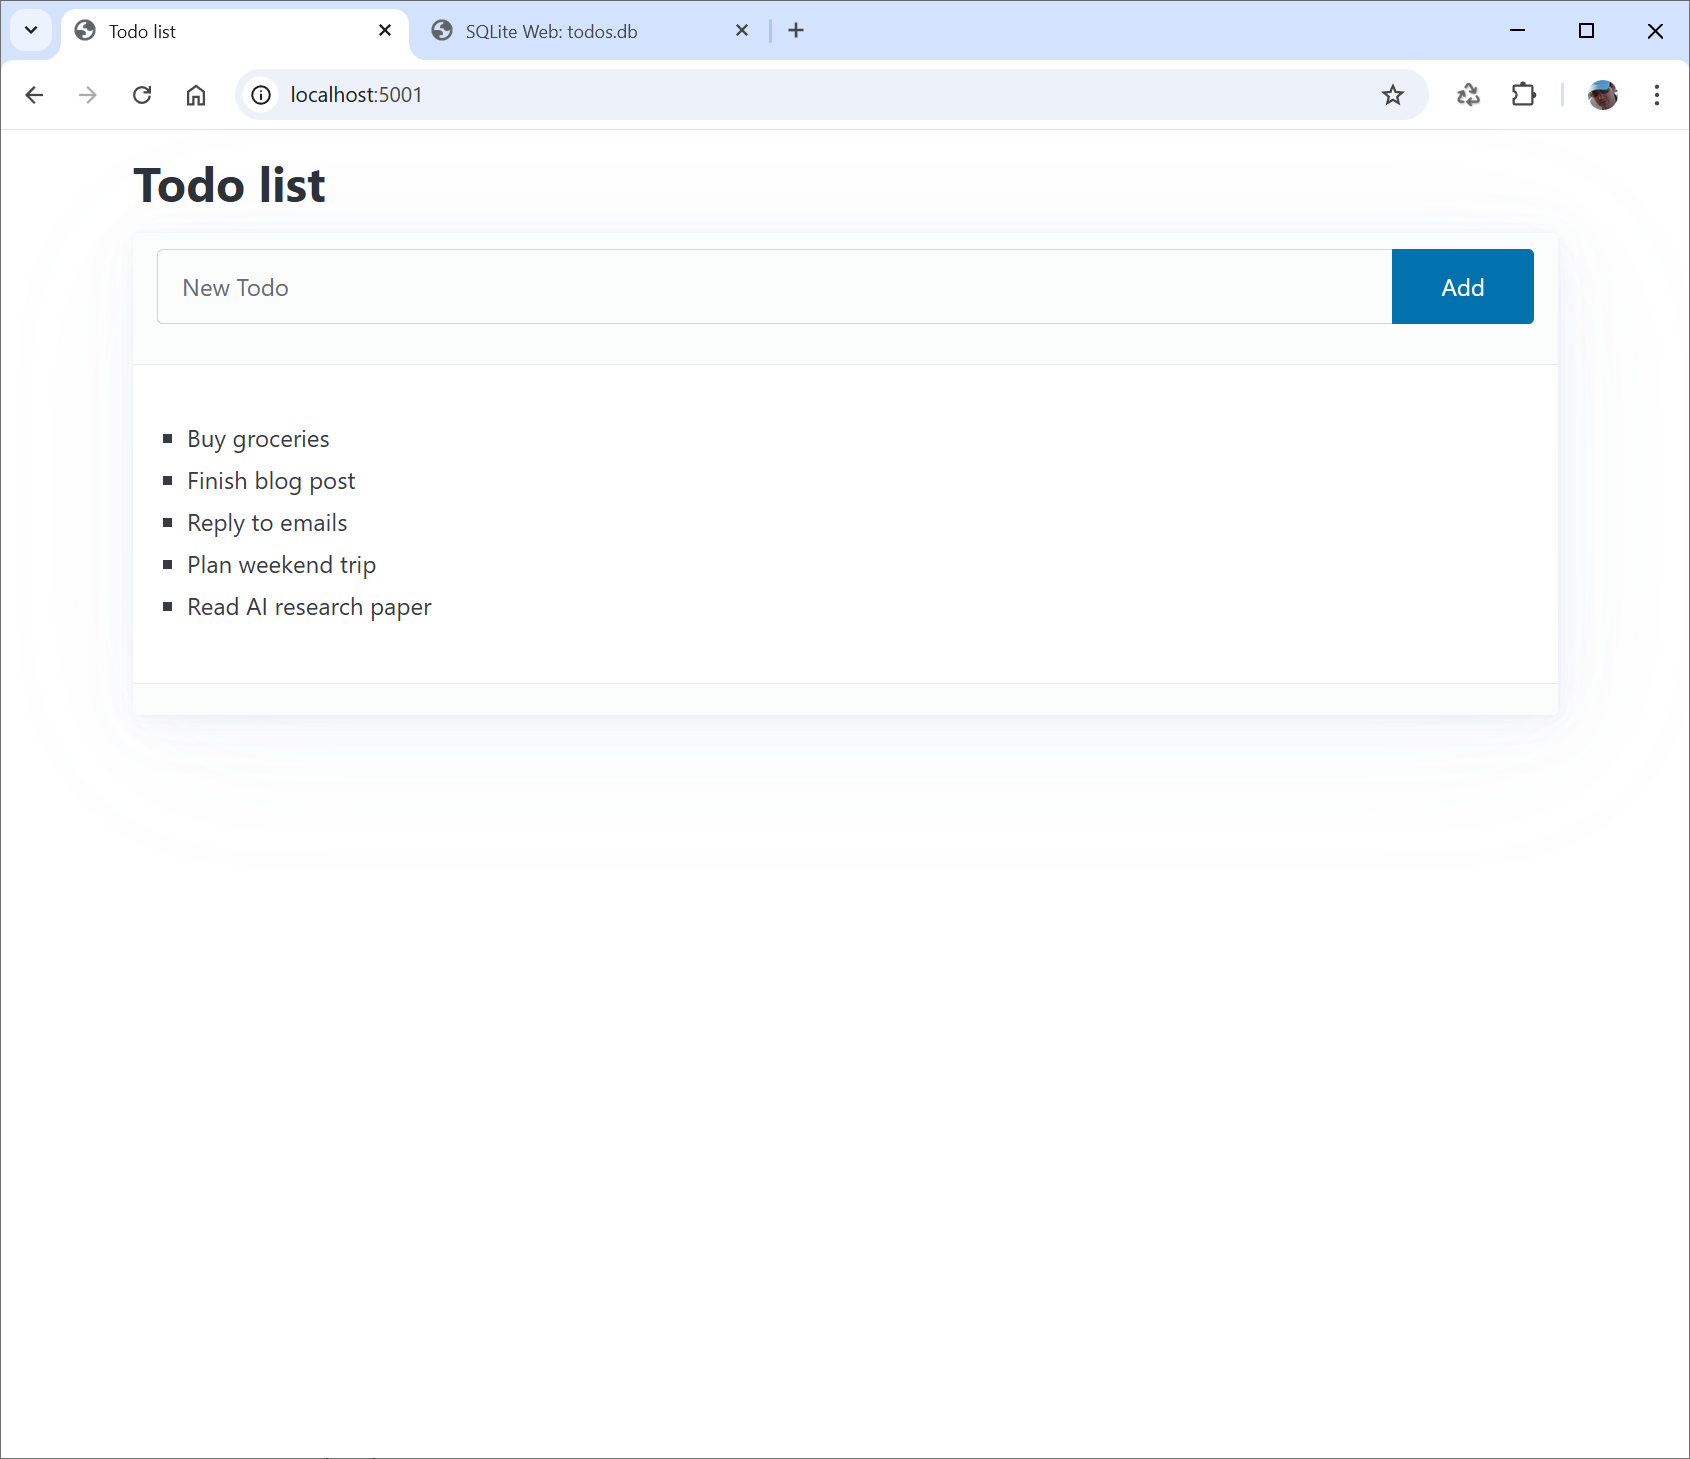 Todo list
SQLite Web: todos.db
localhost:5001
Todo list
New Todo
Add
Buy groceries
Finish blog post
Reply to emails
Plan weekend trip
Read AI research paper